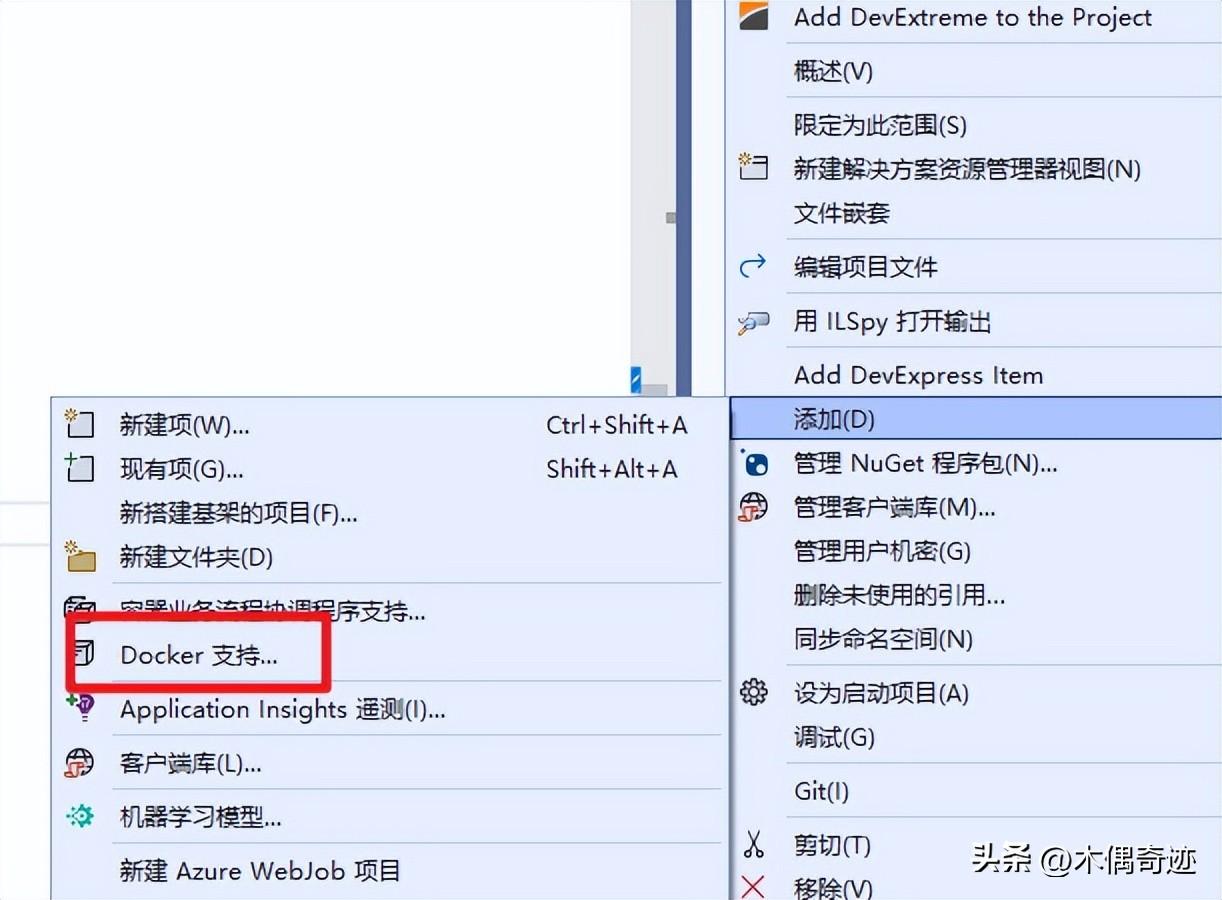 Add DevExtreme to the Project
概述(V)
限定为此范围(S)
新建解决方案资源管理器视图(N)
文件嵌套
编辑项目文件
用 ILSpy 打开输出
Add DevExpress Item
添加(D)
管理 NuGet 程序包(N)...
管理客户端库(M)...
管理用户机密(G)
删除未使用的引用...
同步命名空间(N)
设为启动项目(A)
调试(G)
Git(I)
剪切(T)
移除(V)
新建项(W)... Ctrl+Shift+A
现有项(G)... Shift+Alt+A
新搭建基架的项目(F)...
新建文件夹(D)
容器业务流程协调程序支持...
Docker 支持...
Application Insights 遥测(I)...
客户端库(L)...
机器学习模型...
新建 Azure WebJob 项目
头条 @木偶奇迹